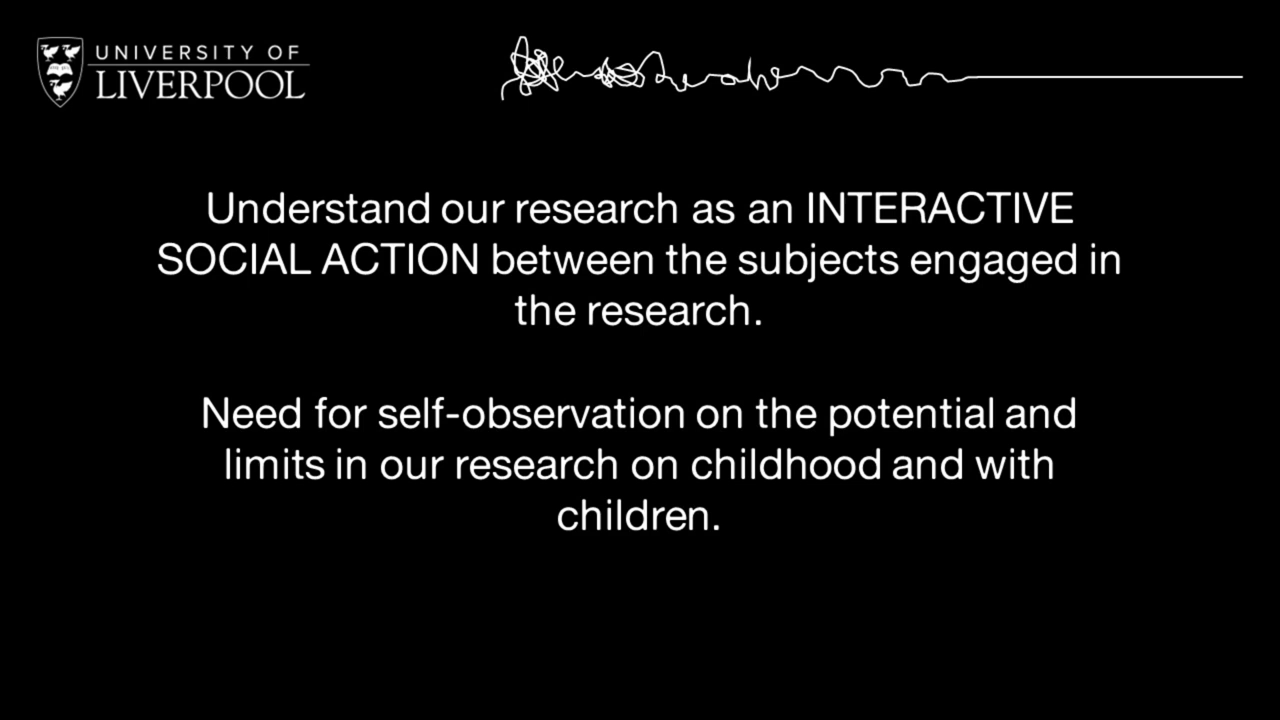 UNIVERSITY OF
LIVERPOOL
Understand our research as an INTERACTIVE
SOCIAL ACTION between the subjects engaged in
the research.
Need for self-observation on the potential and
limits in our research on childhood and with
children.